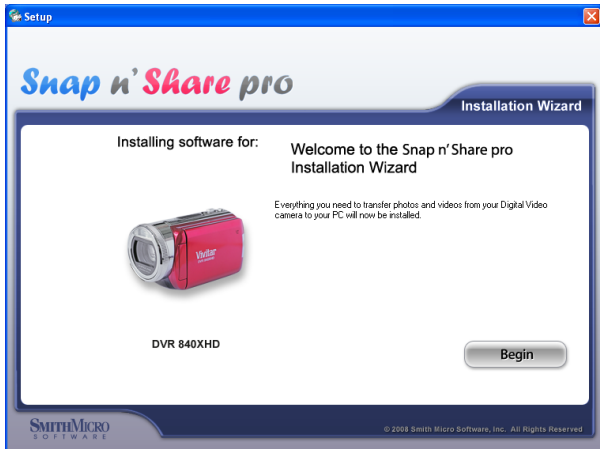 Setup
Snap n' Share pro
Installation Wizard
Installing software for:
Welcome to the Snap n' Share pro
Installation Wizard
Everything you need to transfer photos and videos from your Digital Video
camera to your PC will now be installed.
Vivitar
DVR 840XHD
Begin
SMITHMICRO
SOFTWARE
© 2008 Smith Micro Software, Inc. All Rights Reserved